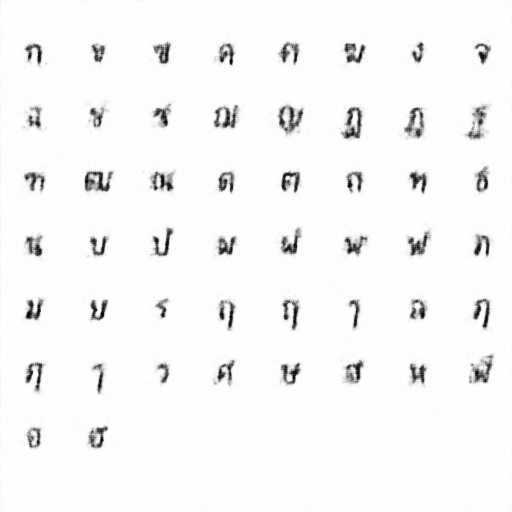 ก ข ฃ ค ฅ ฆ ง จ
ฉ ช ซ ฌ ญ ฎ ฏ ฐ
ฑ ฒ ณ ด ต ถ ท ธ
น บ ป ผ ฝ พ ฟ ภ
ม ย ร ฤ ฤ ๅ ล ฦ
ฦ ๅ ว ศ ษ ส ห ฬ
อ ฮ